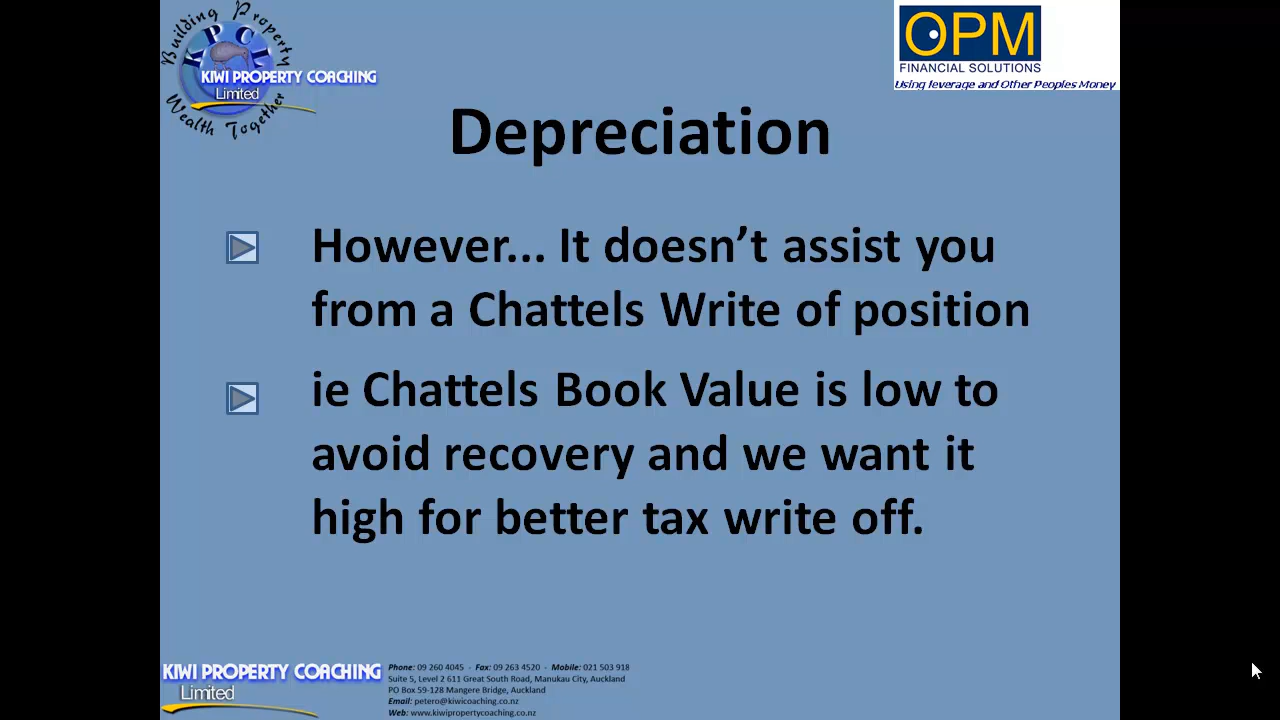 Building Property
KPCL
KIWI PROPERTY COACHING
Limited
Wealth Together
OPM
FINANCIAL SOLUTIONS
Using leverage and Other Peoples Money
Depreciation
However... It doesn’t assist you
from a Chattels Write of position
ie Chattels Book Value is low to
avoid recovery and we want it
high for better tax write off.
KIWI PROPERTY COACHING
Limited
Phone: 09 260 4045 - Fax: 09 263 4520 - Mobile: 021 503 918
Suite 5, Level 2 611 Great South Road, Manukau City, Auckland
PO Box 59-128 Mangere Bridge, Auckland
Email: petero@kiwicoaching.co.nz
Web: www.kiwipropertycoaching.co.nz